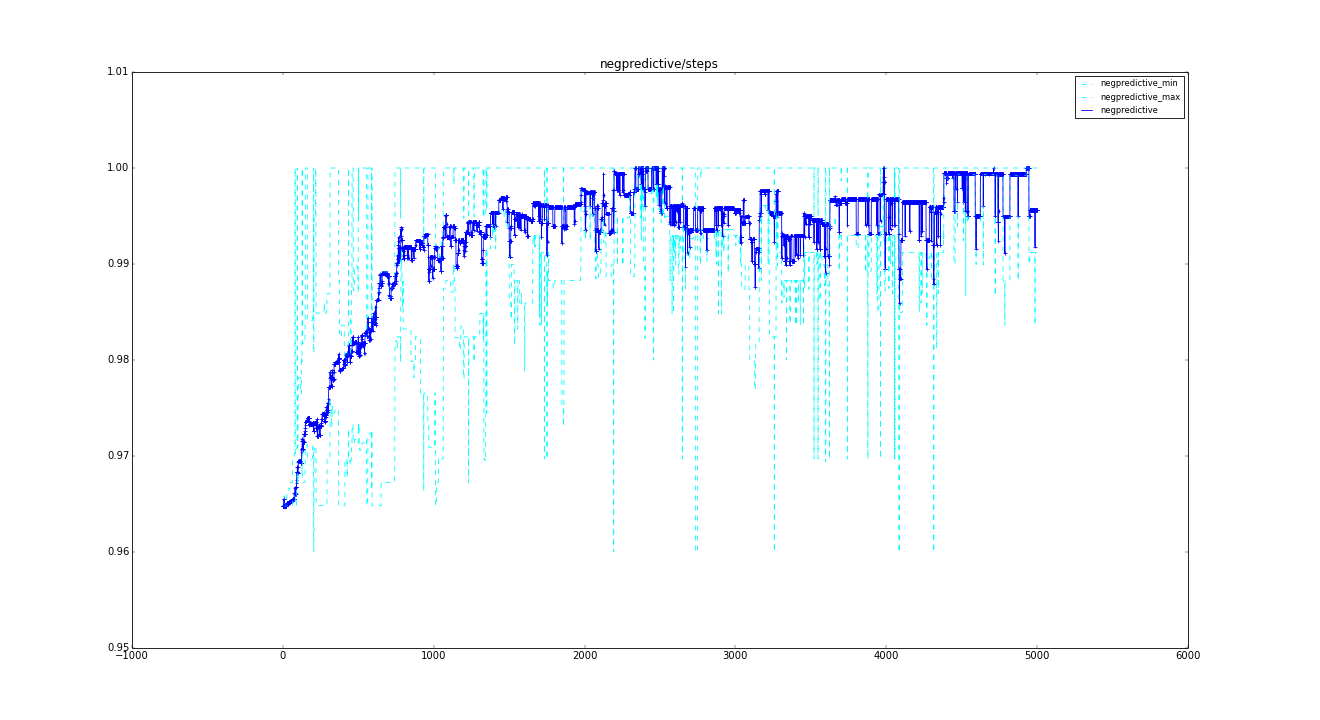 negpredictive/steps
1.01
negpredictive_min
negpredictive_max
negpredictive
1.00
0.99
0.98
0.97
0.96
0.95
−1000 0 1000 2000 3000 4000 5000 6000